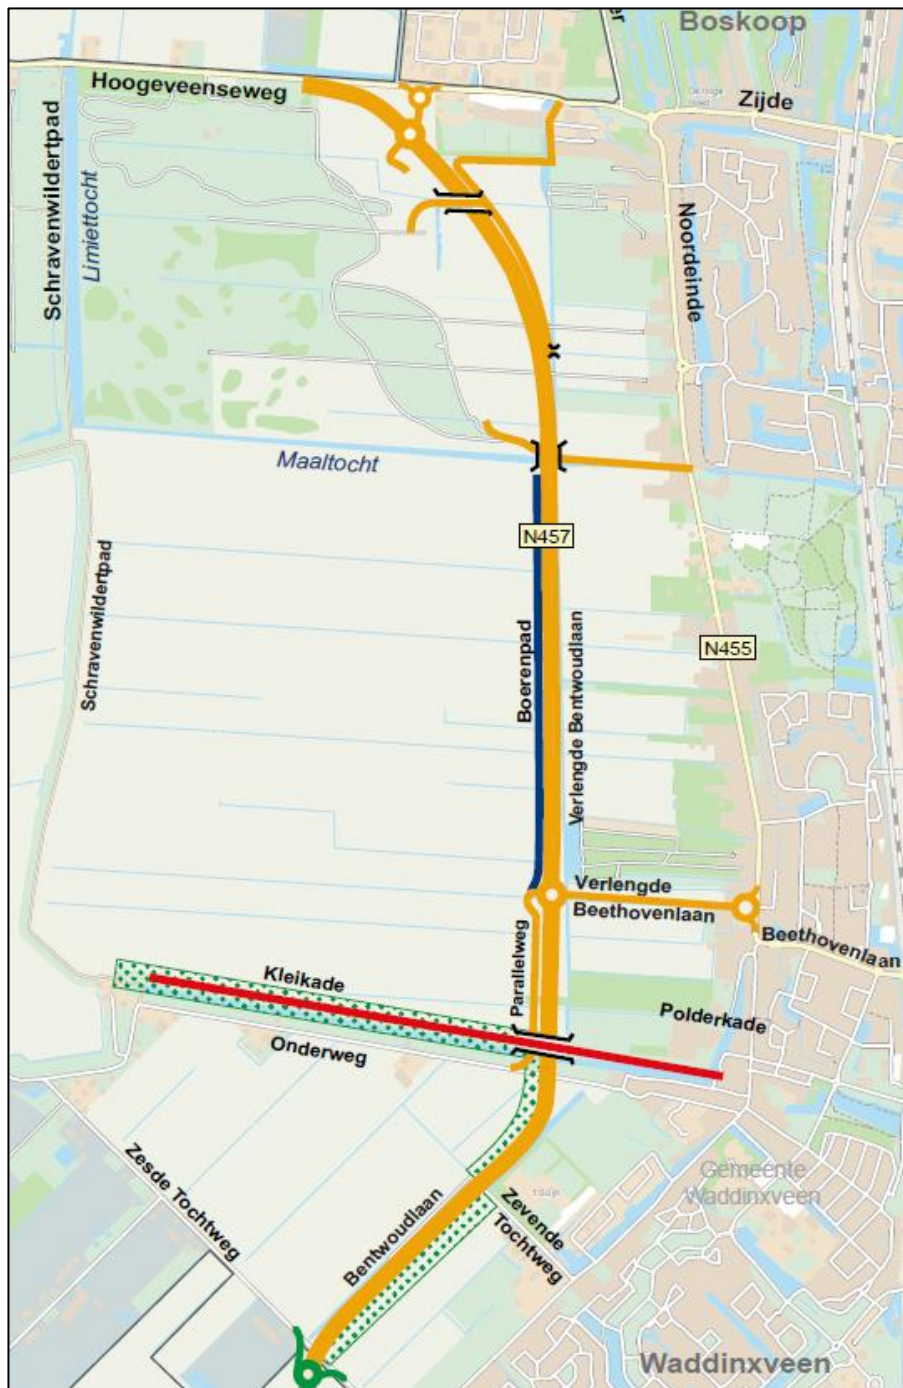 Boskoop
Hoogeveenseweg
Zijde
Schravenwildertpad
Limiettocht
Noordeinde
Maaltocht
N457
Schravenwildertpad
Boerenpad
Verlengde Bentwoudlaan
N455
Verlengde
Beethovenlaan
Beethovenlaan
Parallelweg
Kleikade
Polderkade
Onderweg
Zesde Tochtweg
Bentwoudlaan
Zevende
Tochtweg
Gemeente
Waddinxveen
Waddinxveen